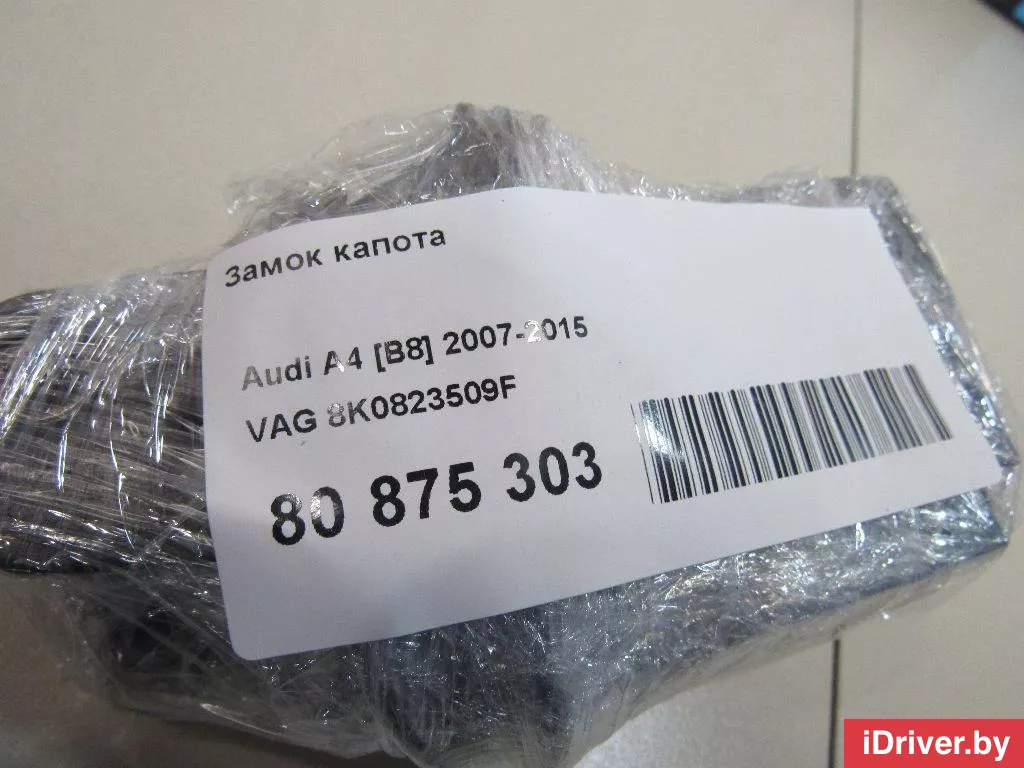 Замок капота
Audi A4 [B8] 2007-2015
VAG 8K0823509F
80 875 303
iDriver.by